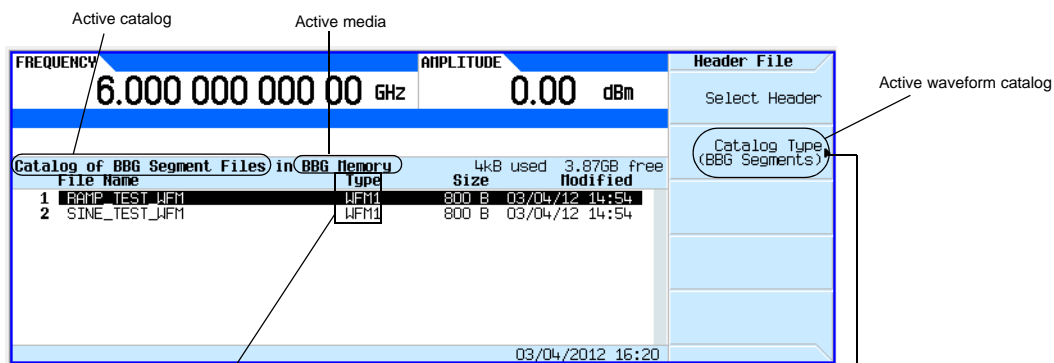 Active catalog
Active media
FREQUENCY
AMPLITUDE
Header File
6.000 000 000 00 GHz
0.00 dBm
Select Header
Active waveform catalog
Catalog Type
(BBG Segments)
Catalog of BBG Segment Files in BBG Memory 4kB used 3.87GB free
File Name Type Size Modified
1 RAMP_TEST_WFM WFM1 800 B 03/04/12 14:54
2 SINE_TEST_WFM WFM1 800 B 03/04/12 14:54
03/04/2012 16:20